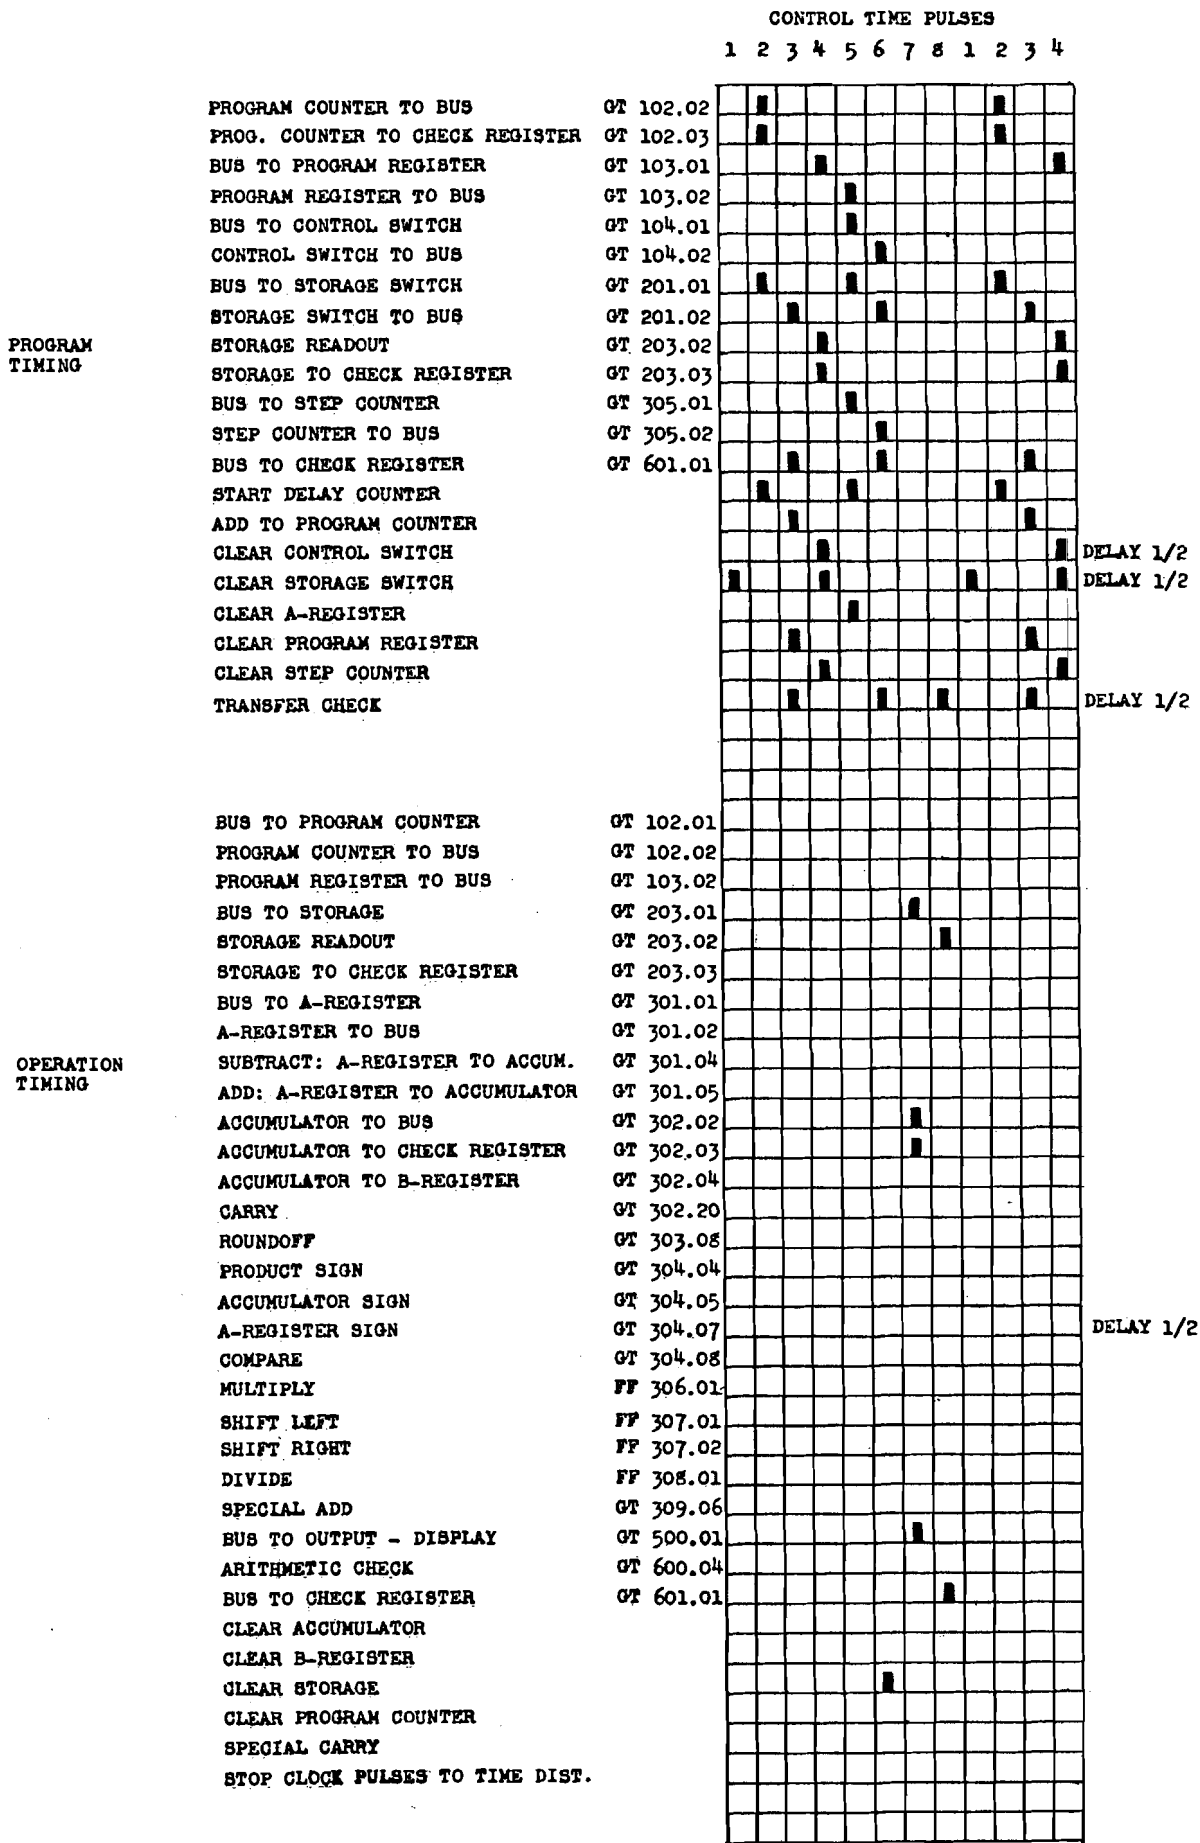 CONTROL TIME PULSES
1 2 3 4 5 6 7 8 1 2 3 4
PROGRAM COUNTER TO BUS GT 102.02
PROG. COUNTER TO CHECK REGISTER GT 102.03
BUS TO PROGRAM REGISTER GT 103.01
PROGRAM REGISTER TO BUS GT 103.02
BUS TO CONTROL SWITCH GT 104.01
CONTROL SWITCH TO BUS GT 104.02
BUS TO STORAGE SWITCH GT 201.01
STORAGE SWITCH TO BUS GT 201.02
PROGRAM
TIMING
STORAGE READOUT GT 203.02
STORAGE TO CHECK REGISTER GT 203.03
BUS TO STEP COUNTER GT 305.01
STEP COUNTER TO BUS GT 305.02
BUS TO CHECK REGISTER GT 601.01
START DELAY COUNTER
ADD TO PROGRAM COUNTER
CLEAR CONTROL SWITCH DELAY 1/2
CLEAR STORAGE SWITCH DELAY 1/2
CLEAR A-REGISTER
CLEAR PROGRAM REGISTER
CLEAR STEP COUNTER
TRANSFER CHECK DELAY 1/2
BUS TO PROGRAM COUNTER GT 102.01
PROGRAM COUNTER TO BUS GT 102.02
PROGRAM REGISTER TO BUS GT 103.02
BUS TO STORAGE GT 203.01
STORAGE READOUT GT 203.02
STORAGE TO CHECK REGISTER GT 203.03
BUS TO A-REGISTER GT 301.01
A-REGISTER TO BUS GT 301.02
OPERATION
TIMING
SUBTRACT: A-REGISTER TO ACCUM. GT 301.04
ADD: A-REGISTER TO ACCUMULATOR GT 301.05
ACCUMULATOR TO BUS GT 302.02
ACCUMULATOR TO CHECK REGISTER GT 302.03
ACCUMULATOR TO B-REGISTER GT 302.04
CARRY GT 302.20
ROUNDOFF GT 303.08
PRODUCT SIGN GT 304.04
ACCUMULATOR SIGN GT 304.05
A-REGISTER SIGN GT 304.07 DELAY 1/2
COMPARE GT 304.08
MULTIPLY FF 306.01
SHIFT LEFT FF 307.01
SHIFT RIGHT FF 307.02
DIVIDE FF 308.01
SPECIAL ADD GT 309.06
BUS TO OUTPUT - DISPLAY GT 500.01
ARITHMETIC CHECK GT 600.04
BUS TO CHECK REGISTER GT 601.01
CLEAR ACCUMULATOR
CLEAR B-REGISTER
CLEAR STORAGE
CLEAR PROGRAM COUNTER
SPECIAL CARRY
STOP CLOCK PULSES TO TIME DIST.